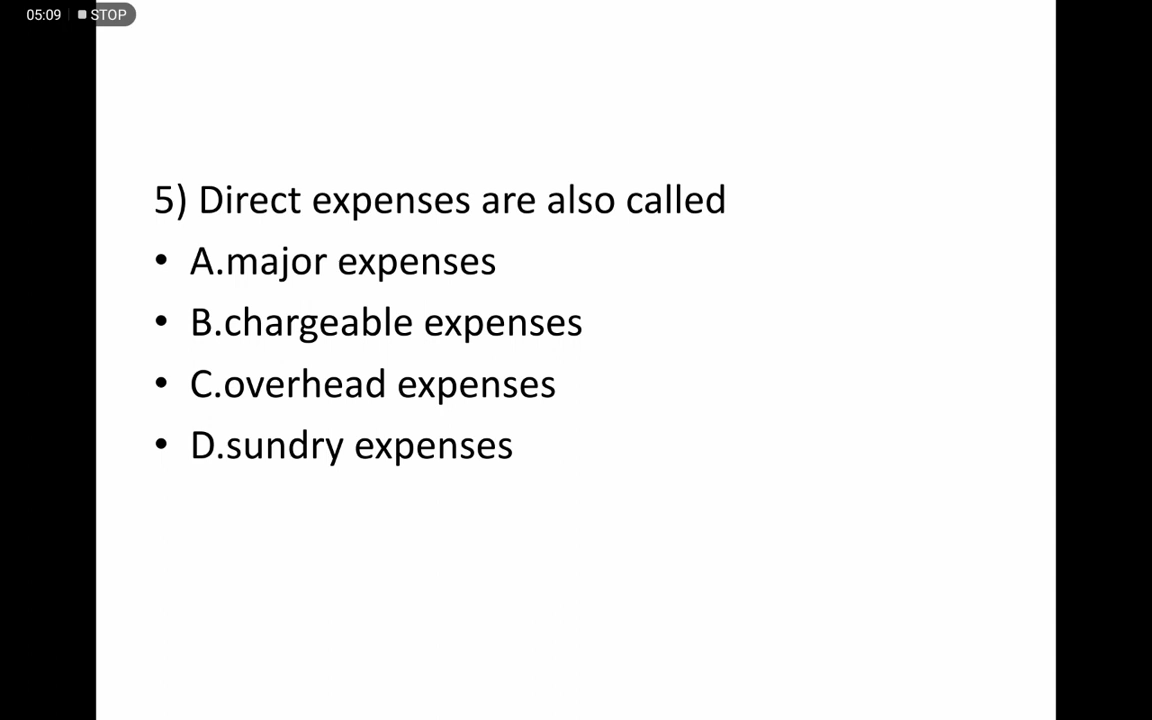 05:09 STOP
5) Direct expenses are also called
• A.major expenses
• B.chargeable expenses
• C.overhead expenses
• D.sundry expenses